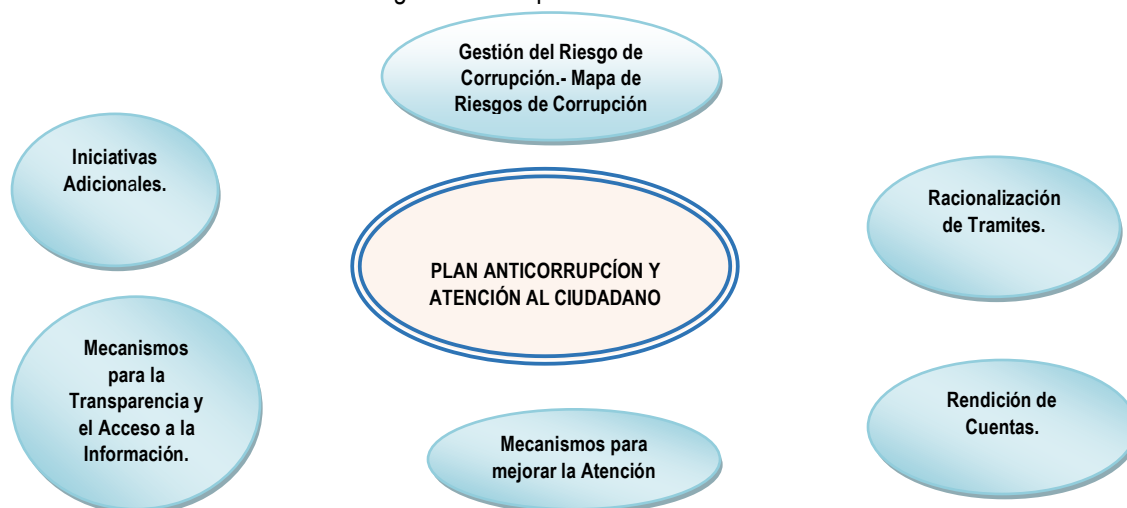 Gestión del Riesgo de
Corrupción.- Mapa de
Riesgos de Corrupción
Iniciativas
Adicionales.
Racionalización
de Tramites.
PLAN ANTICORRUPCÍON Y
ATENCIÓN AL CIUDADANO
Mecanismos
para la
Transparencia y
el Acceso a la
Información.
Rendición de
Cuentas.
Mecanismos para
mejorar la Atención